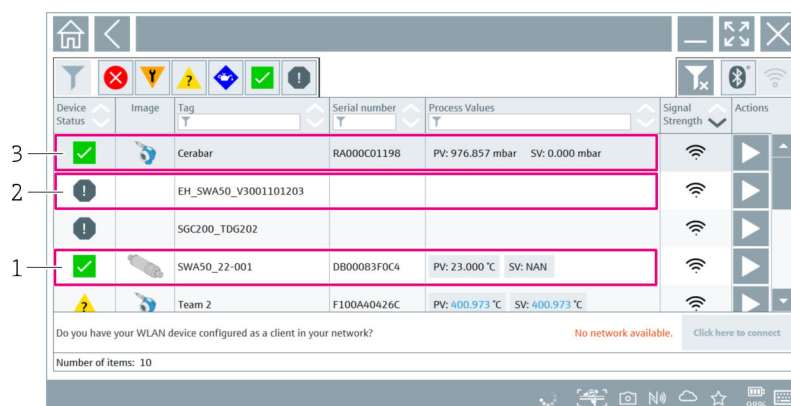 Device Status
Image
Tag
Serial number
Process Values
Signal Strength
Actions
3
Cerabar RA000C01198 PV: 976.857 mbar SV: 0.000 mbar
2
EH_SWA50_V3001101203
SGC200_TDG202
1
SWA50_22-001 DB00083F0C4 PV: 23.000 °C SV: NAN
Team 2 F100A40426C PV: 400.973 °C SV: 400.973 °C
Do you have your WLAN device configured as a client in your network? No network available. Click here to connect
Number of items: 10
98%